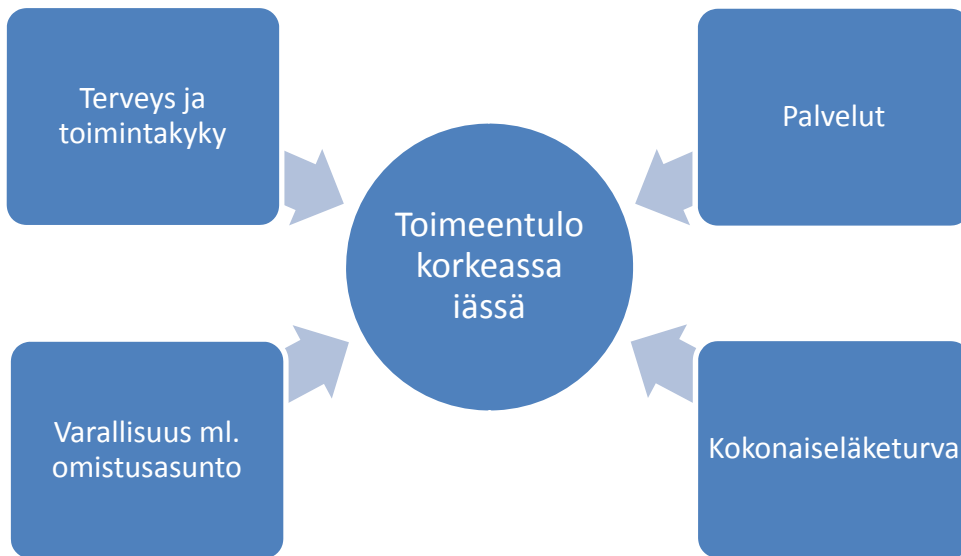 Terveys ja
toimintakyky
Palvelut
Toimeentulo
korkeassa
iässä
Varallisuus ml.
omistusasunto
Kokonaiseläketurva